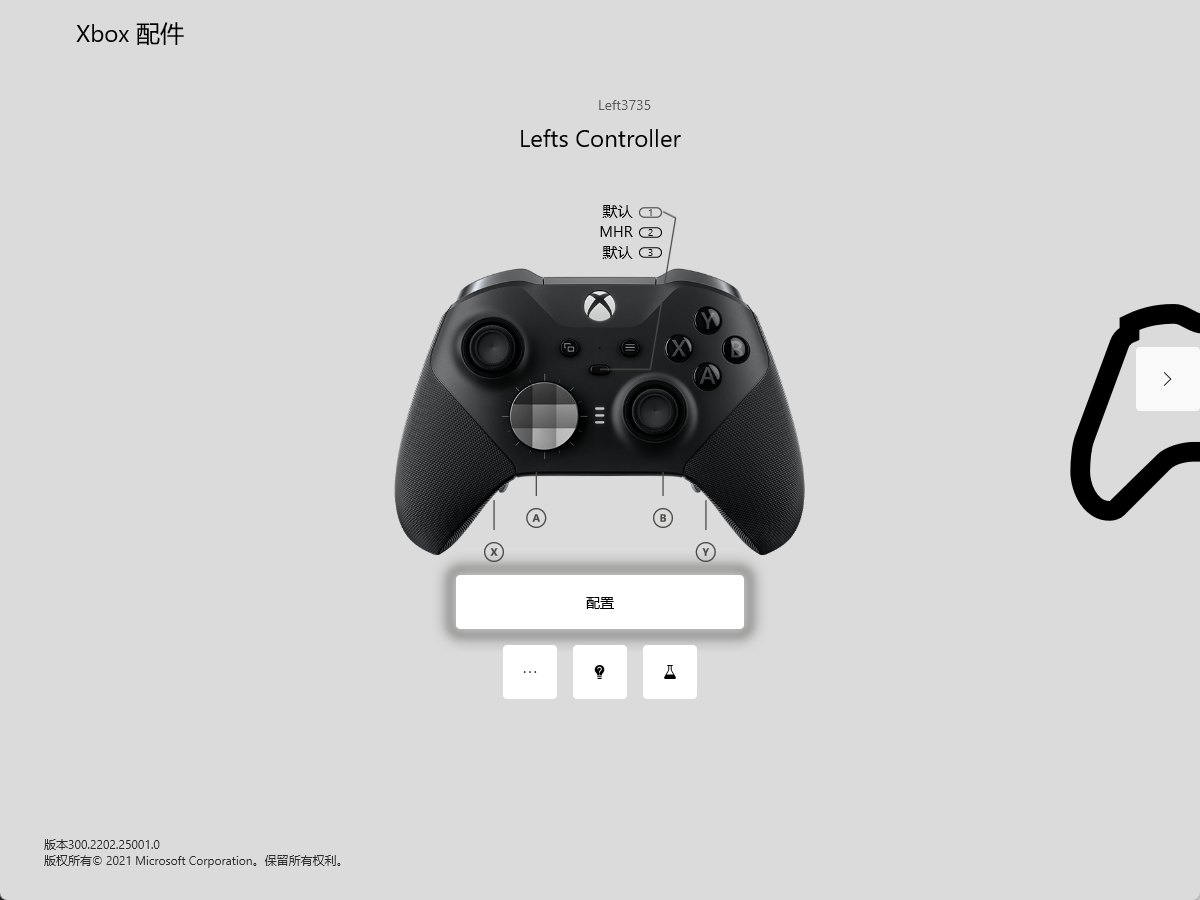 Xbox 配件
Left3735
Lefts Controller
默认 1
MHR 2
默认 3
Y
X
B
A
A
B
X
Y
配置
...
版本300.2202.25001.0
版权所有© 2021 Microsoft Corporation。保留所有权利。